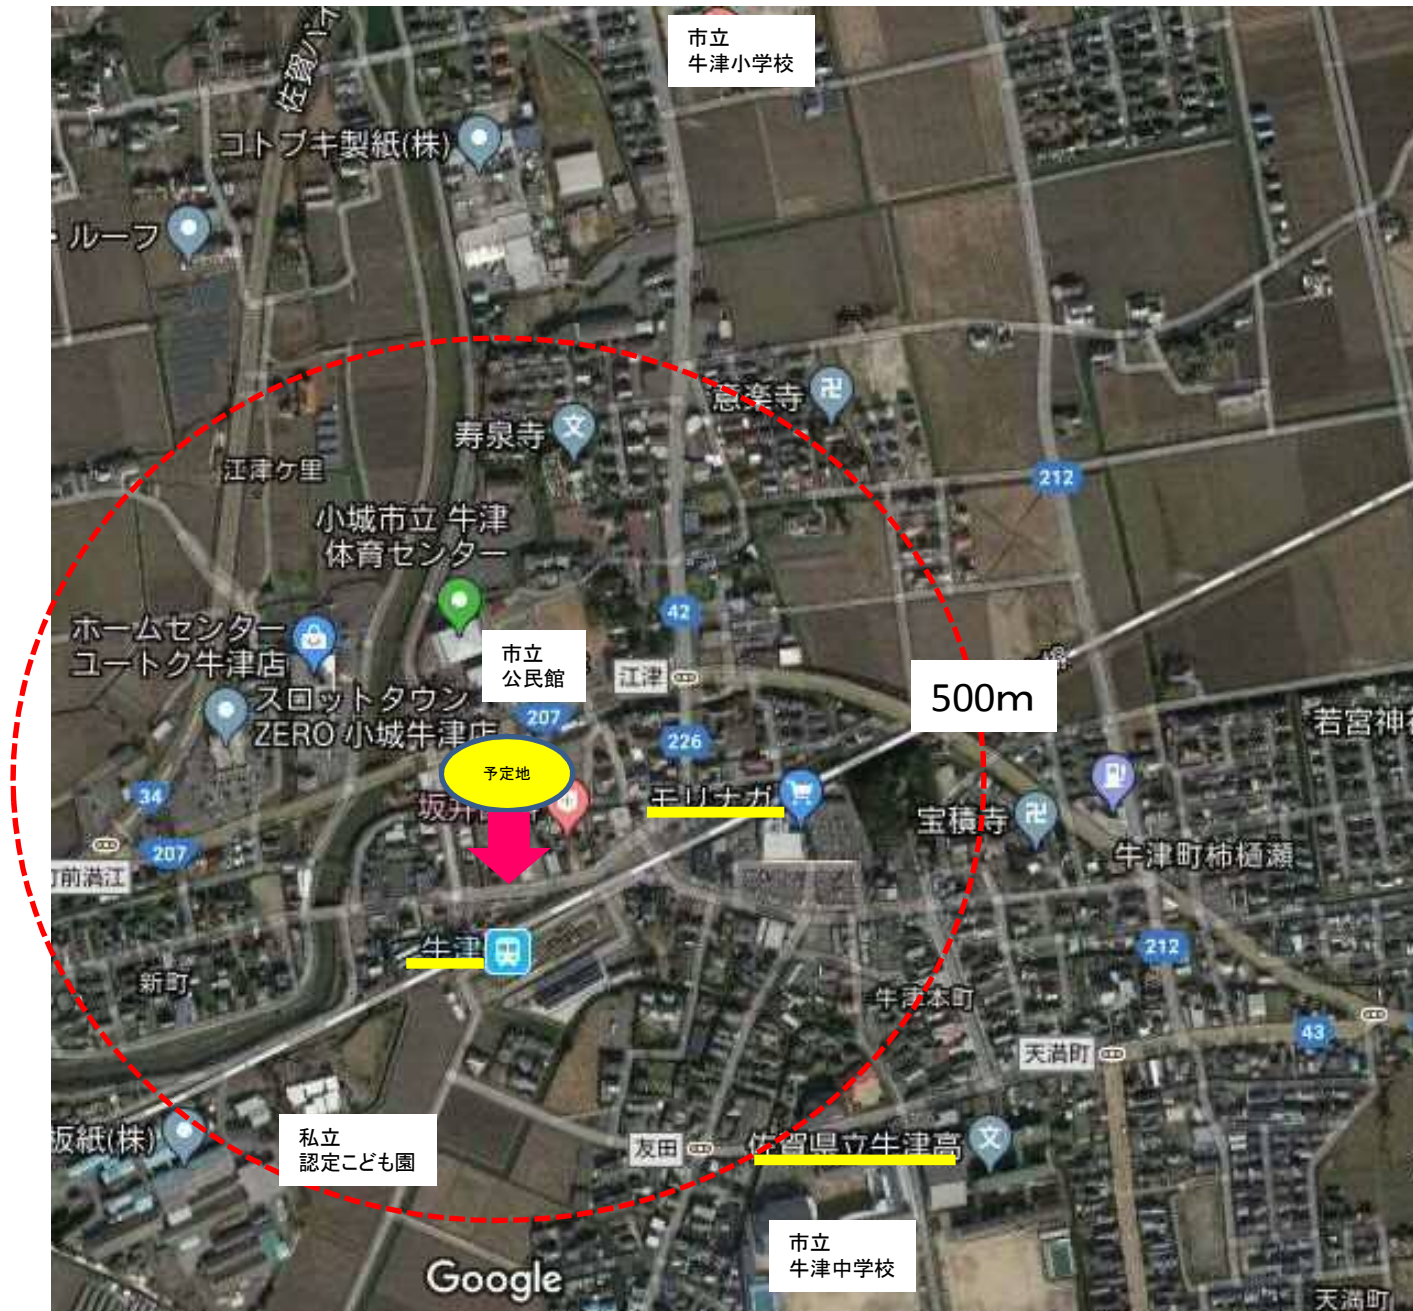 市立
牛津小学校
佐賀バイ
コトブキ製紙(株)
ルーフ
意楽寺
寿泉寺
江津ケ里
212
小城市立 牛津
体育センター
42
ホームセンター
ユートク牛津店
市立
公民館
江津
500m
スロットタウン
ZERO 小城牛津店
207
226
若宮神
予定地
34
坂井
モリナガ
宝積寺
207
牛津町柿樋瀬
町前満江
牛津
212
新町
牛津本町
43
天満町
私立
認定こども園
板紙(株)
友田
佐賀県立牛津高
市立
牛津中学校
Google
天満町